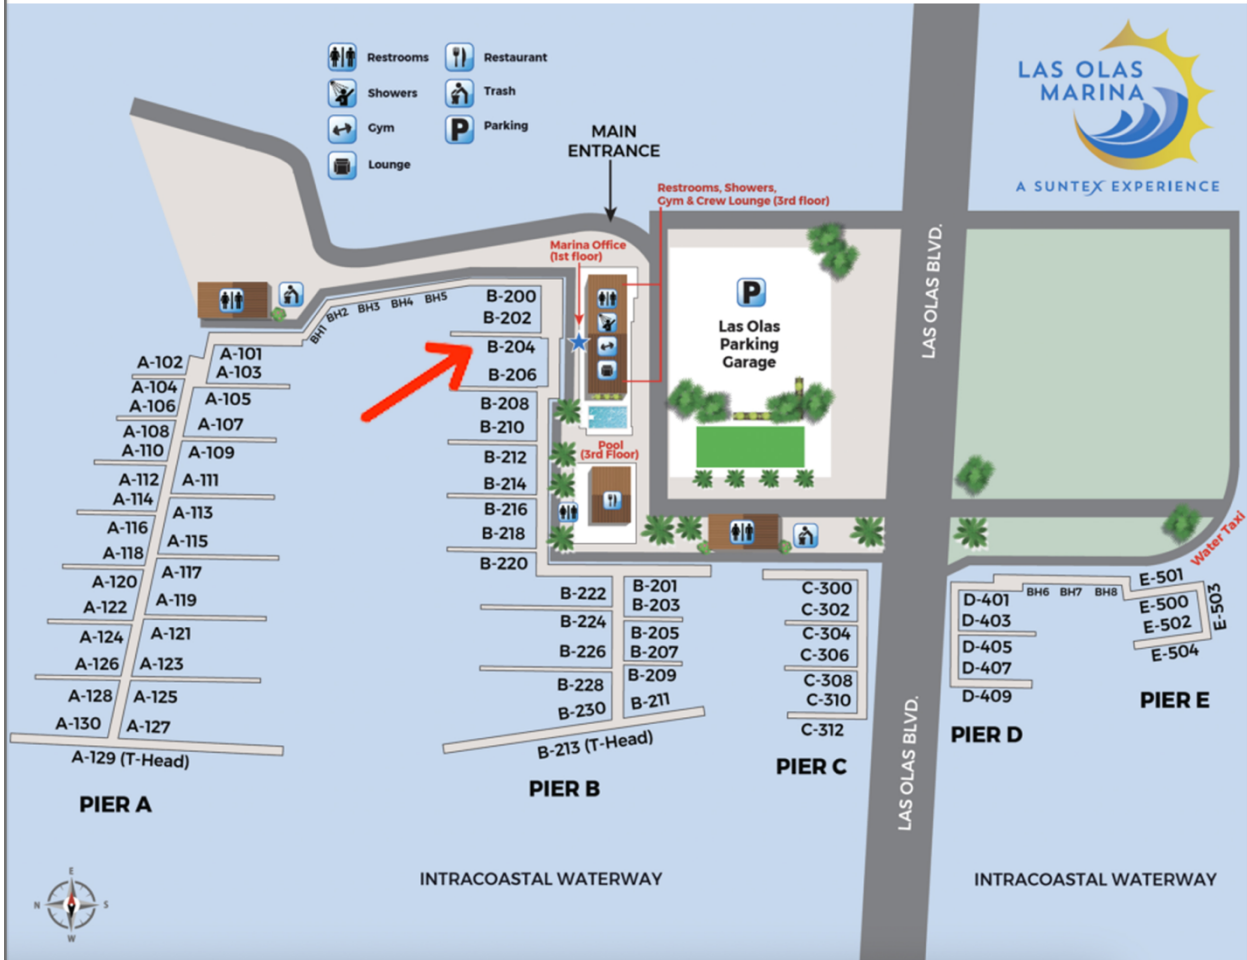 Restrooms
Restaurant
Showers
Trash
Gym
P
Parking
Lounge
LAS OLAS
MARINA
A SUNTEX EXPERIENCE
MAIN
ENTRANCE
Restrooms, Showers,
Gym & Crew Lounge (3rd floor)
Marina Office
(1st floor)
P
Las Olas
Parking
Garage
LAS OLAS BLVD.
Pool
(3rd Floor)
Water Taxi
BH1
BH2
BH3
BH4
BH5
A-101
A-102
A-103
A-104
A-105
A-106
A-107
A-108
A-109
A-110
A-111
A-112
A-113
A-114
A-115
A-116
A-117
A-118
A-119
A-120
A-121
A-122
A-123
A-124
A-125
A-126
A-127
A-128
A-130
A-129 (T-Head)
PIER A
B-200
B-202
B-204
B-206
B-208
B-210
B-212
B-214
B-216
B-218
B-220
B-222
B-224
B-226
B-228
B-230
B-201
B-203
B-205
B-207
B-209
B-211
B-213 (T-Head)
PIER B
C-300
C-302
C-304
C-306
C-308
C-310
C-312
PIER C
LAS OLAS BLVD.
D-401
D-403
D-405
D-407
D-409
PIER D
BH6
BH7
BH8
E-501
E-500
E-502
E-503
E-504
PIER E
INTRACOASTAL WATERWAY
INTRACOASTAL WATERWAY
E
N
S
W